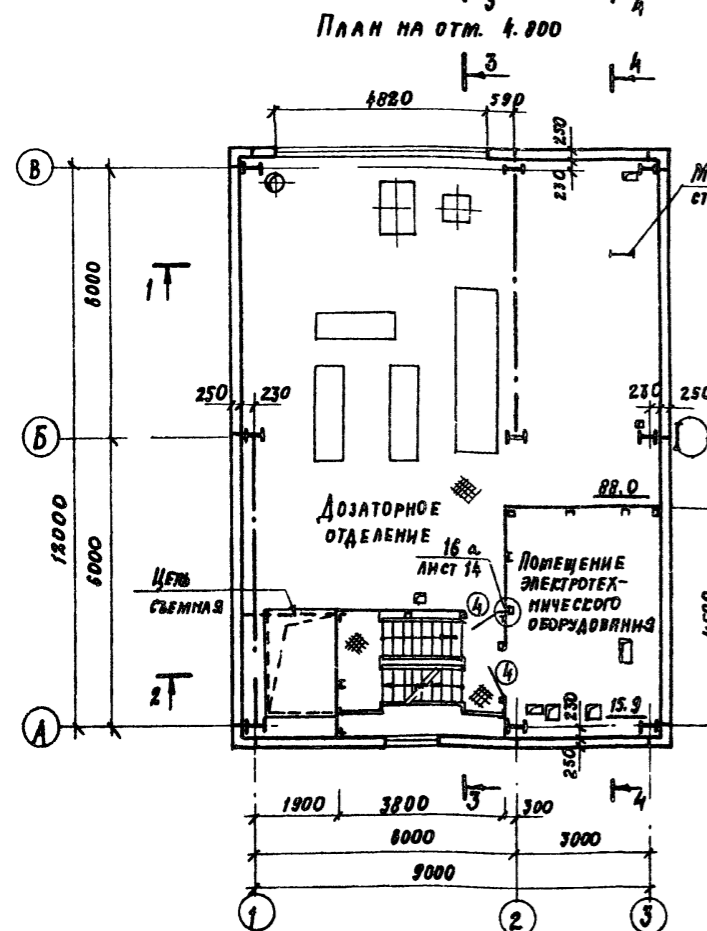 План на отм. 4.800
3
4
4820
590
250
230
В
1
6000
250
230
230
250
Б
12000
6000
88.0
Дозаторное
отделение
16 а
лист 14
Помещение
электротех-
нического
оборудования
Цепь
съемная
4
4
2
15.9
230
250
А
3
4
1900
3800
300
6000
3000
9000
1
2
3